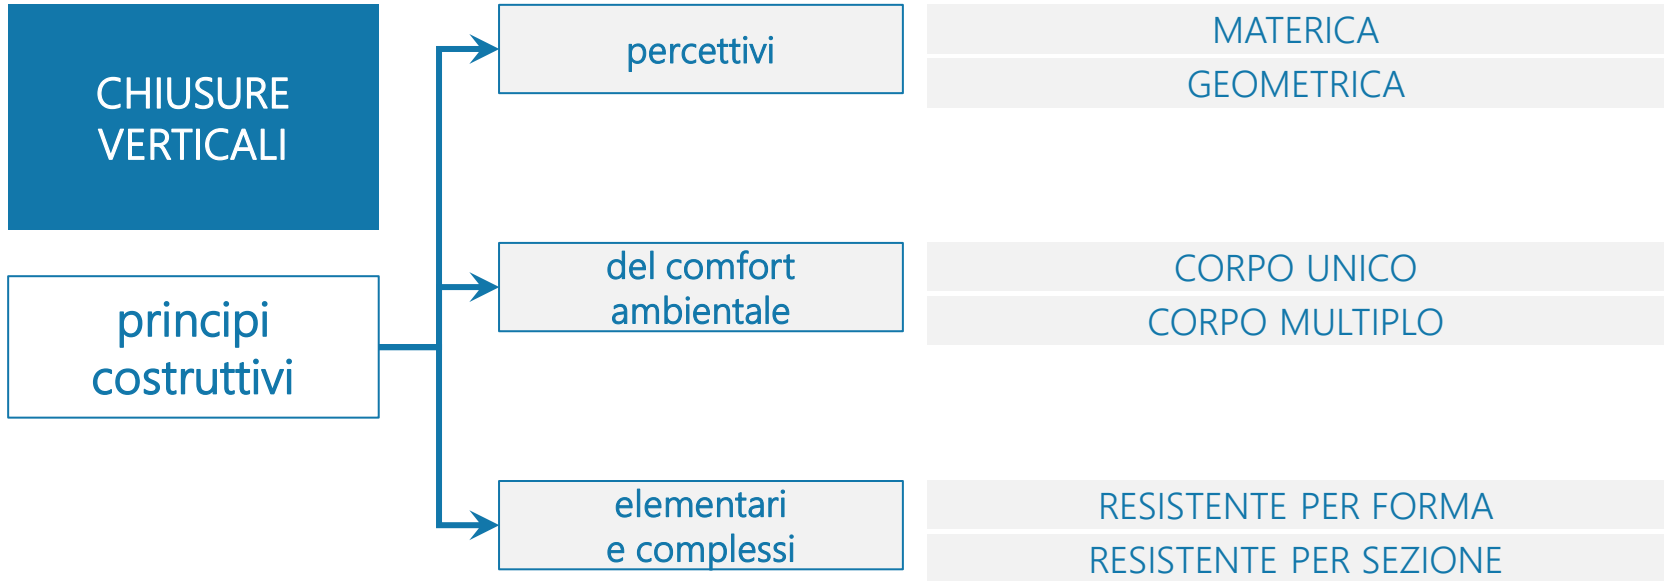 CHIUSURE
VERTICALI
principi
costruttivi
percettivi
MATERICA
GEOMETRICA
del comfort
ambientale
CORPO UNICO
CORPO MULTIPLO
elementari
e complessi
RESISTENTE PER FORMA
RESISTENTE PER SEZIONE